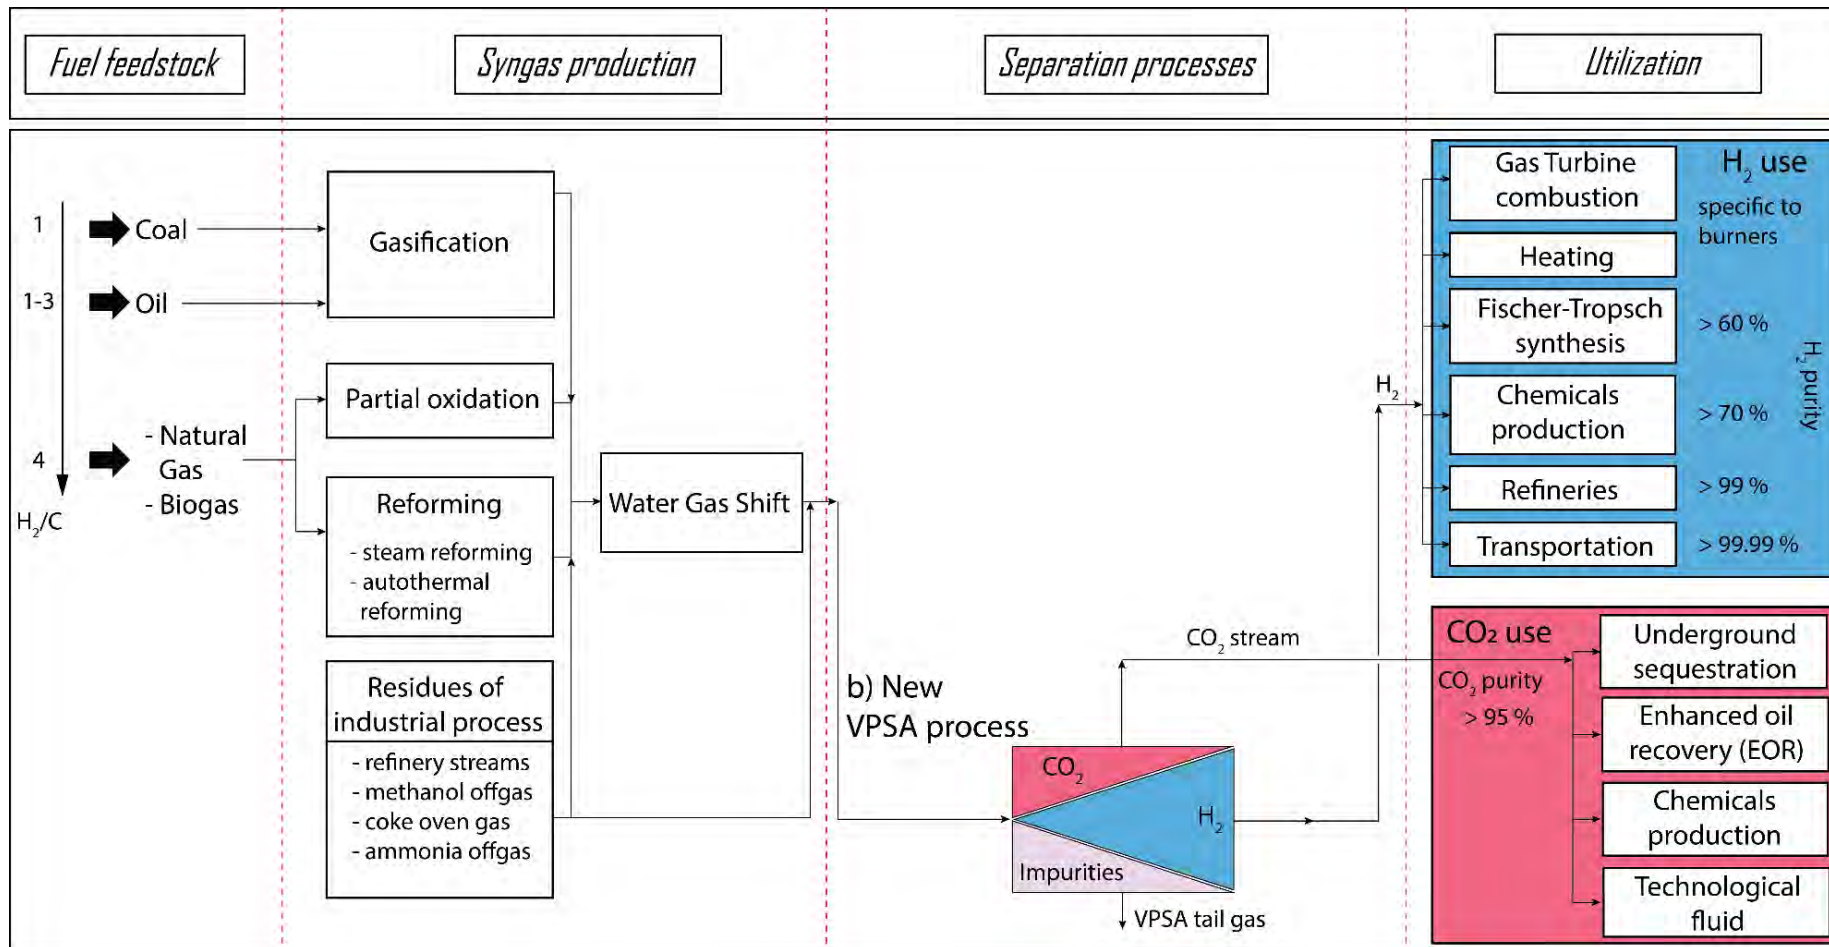 Fuel feedstock
Syngas production
Separation processes
Utilization
1
Coal
1-3
Oil
4
- Natural
Gas
- Biogas
H₂/C
Gasification
Partial oxidation
Reforming
- steam reforming
- autothermal
reforming
Residues of
industrial process
- refinery streams
- methanol offgas
- coke oven gas
- ammonia offgas
Water Gas Shift
b) New
VPSA process
CO₂
H₂
Impurities
VPSA tail gas
CO₂ stream
H₂
Gas Turbine
combustion
Heating
Fischer-Tropsch
synthesis
Chemicals
production
Refineries
Transportation
H₂ use
specific to
burners
> 60 %
> 70 %
> 99 %
> 99.99 %
H₂ purity
CO₂ use
CO₂ purity
> 95 %
Underground
sequestration
Enhanced oil
recovery (EOR)
Chemicals
production
Technological
fluid